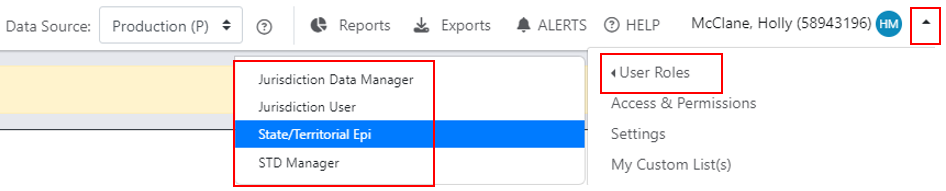 Data Source: Production (P) Reports Exports ALERTS HELP McClane, Holly (58943196) HM
Jurisdiction Data Manager
Jurisdiction User
State/Territorial Epi
STD Manager
User Roles
Access & Permissions
Settings
My Custom List(s)